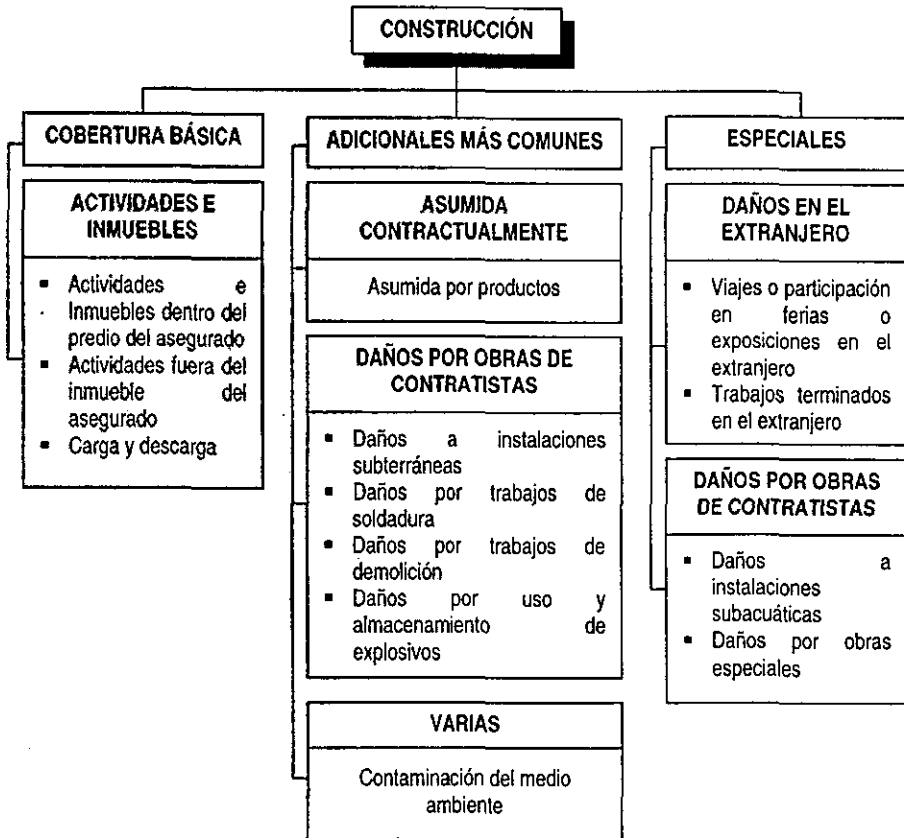 CONSTRUCCIÓN
COBERTURA BÁSICA
ACTIVIDADES E
INMUEBLES
▪ Actividades e
Inmuebles dentro del
predio del asegurado
▪ Actividades fuera del
inmueble del
asegurado
▪ Carga y descarga
ADICIONALES MÁS COMUNES
ASUMIDA
CONTRACTUALMENTE
Asumida por productos
DAÑOS POR OBRAS DE
CONTRATISTAS
▪ Daños a instalaciones
subterráneas
▪ Daños por trabajos de
soldadura
▪ Daños por trabajos de
demolición
▪ Daños por uso y
almacenamiento de
explosivos
VARIAS
Contaminación del medio
ambiente
ESPECIALES
DAÑOS EN EL
EXTRANJERO
▪ Viajes o participación
en ferias o
exposiciones en el
extranjero
▪ Trabajos terminados
en el extranjero
DAÑOS POR OBRAS
DE CONTRATISTAS
▪ Daños a
instalaciones
subacuáticas
▪ Daños por obras
especiales